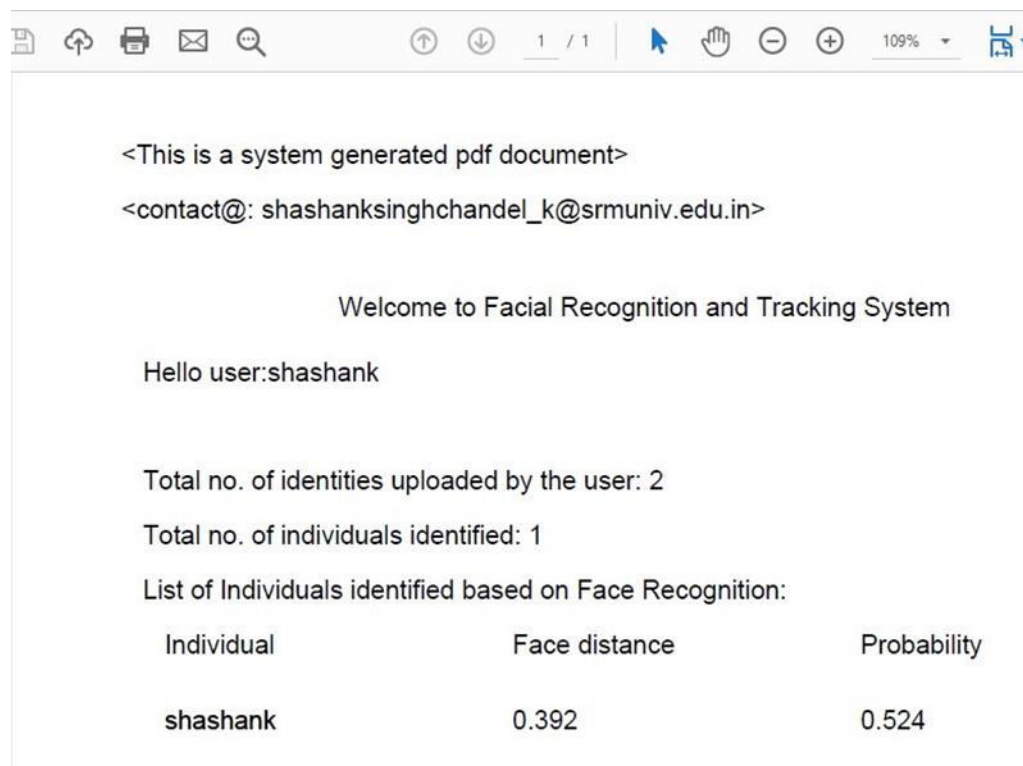 1 / 1 109%
<This is a system generated pdf document>
<contact@: shashanksinghchandel_k@srmuniv.edu.in>
Welcome to Facial Recognition and Tracking System
Hello user:shashank
Total no. of identities uploaded by the user: 2
Total no. of individuals identified: 1
List of Individuals identified based on Face Recognition:
Individual Face distance Probability
shashank 0.392 0.524